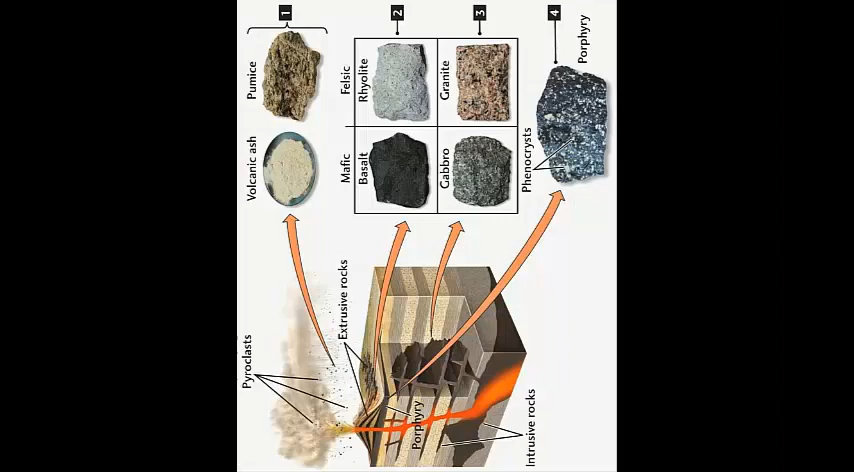 1
Pumice
Volcanic ash
2
Felsic
Rhyolite
Mafic
Basalt
3
Granite
Gabbro
4
Porphyry
Phenocrysts
Pyroclasts
Extrusive rocks
Porphyry
Intrusive rocks